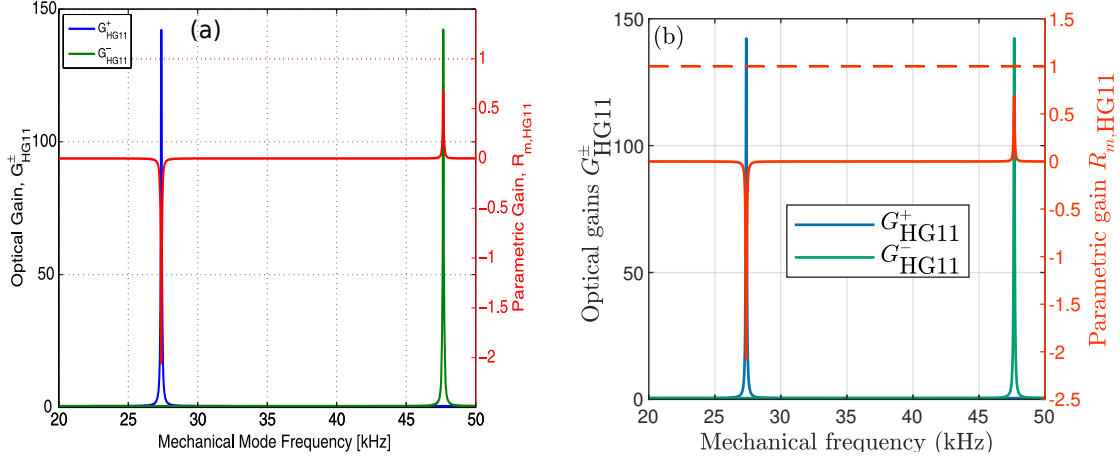 (a)
G+HG11
G−HG11
150
100
50
0
Optical Gain, G±HG11
1
0.5
0
-0.5
-1
-1.5
-2
Parametric Gain, Rm,HG11
20 25 30 35 40 45 50
Mechanical Mode Frequency [kHz]
(b)
G+HG11
G−HG11
150
100
50
0
Optical gains G±HG11
1.5
1
0.5
0
-0.5
-1
-1.5
-2
-2.5
Parametric gain Rm,HG11
20 25 30 35 40 45 50
Mechanical frequency (kHz)